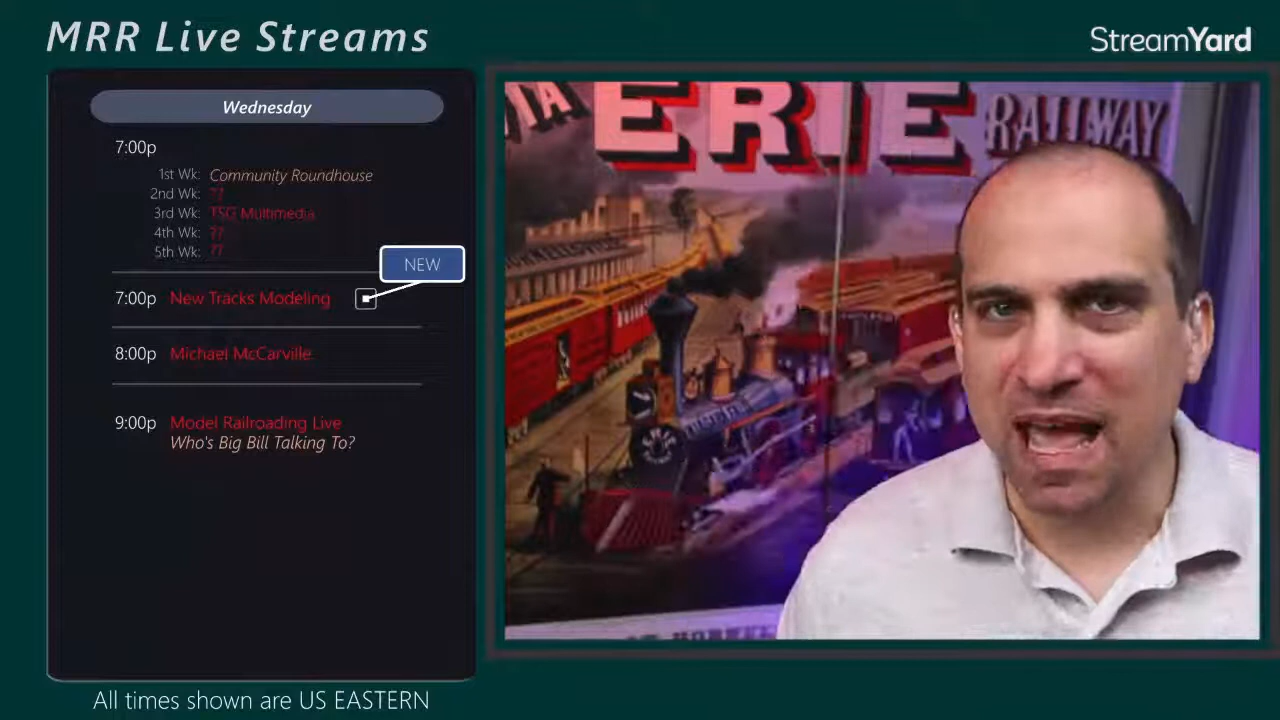 MRR Live Streams
StreamYard
Wednesday
7:00p
1st Wk: Community Roundhouse
2nd Wk: ??
3rd Wk: TSG Multimedia
4th Wk: ??
5th Wk: ??
NEW
7:00p New Tracks Modeling
8:00p Michael McCarville
9:00p Model Railroading Live
Who's Big Bill Talking To?
All times shown are US EASTERN
VIA ERIE RAILWAY